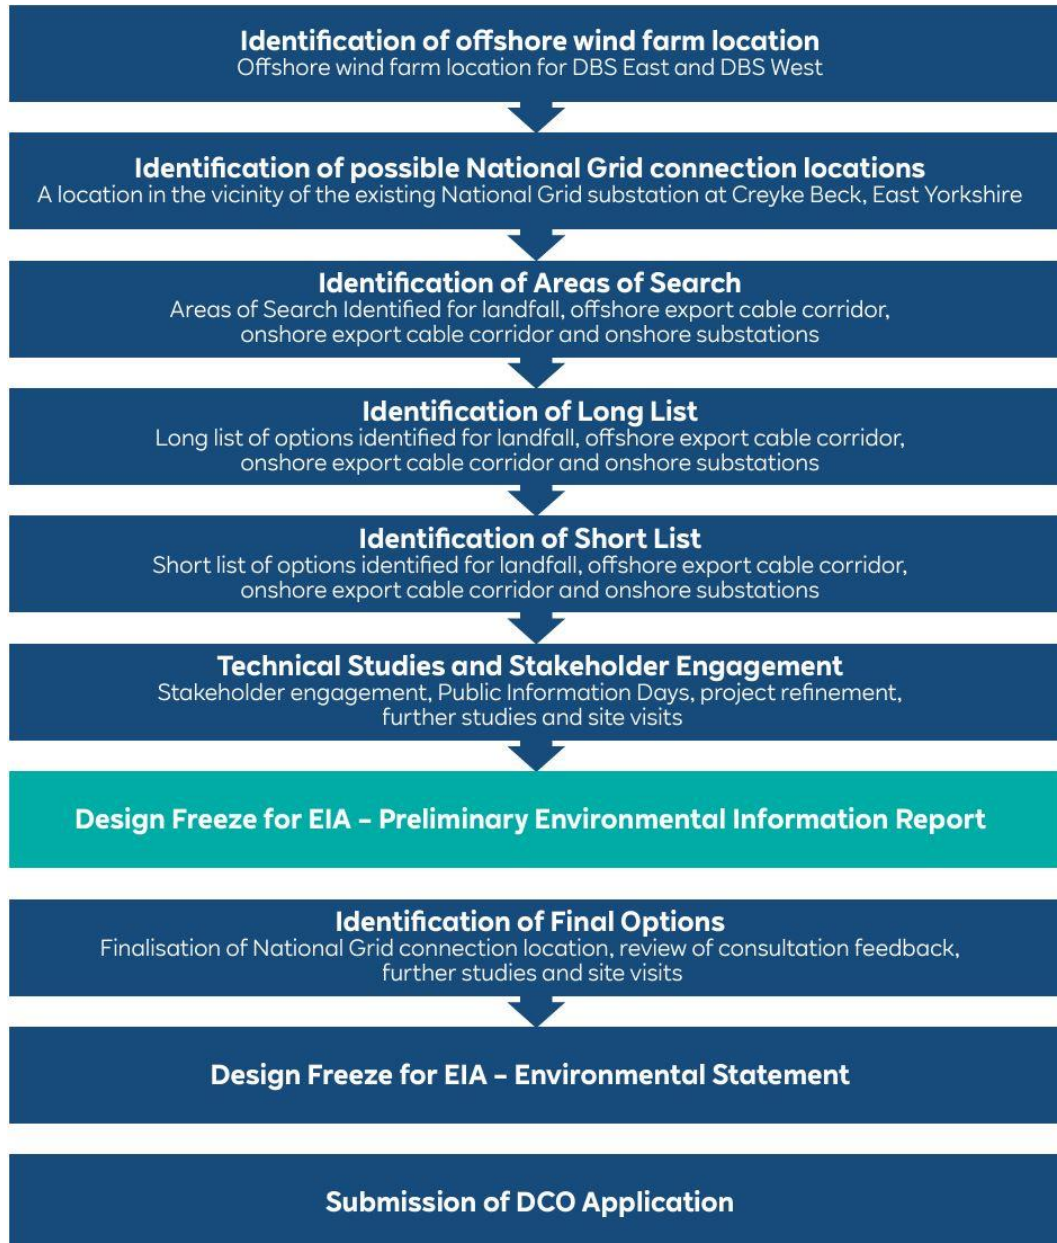 Identification of offshore wind farm location
Offshore wind farm location for DBS East and DBS West
Identification of possible National Grid connection locations
A location in the vicinity of the existing National Grid substation at Creyke Beck, East Yorkshire
Identification of Areas of Search
Areas of Search Identified for landfall, offshore export cable corridor,
onshore export cable corridor and onshore substations
Identification of Long List
Long list of options identified for landfall, offshore export cable corridor,
onshore export cable corridor and onshore substations
Identification of Short List
Short list of options identified for landfall, offshore export cable corridor,
onshore export cable corridor and onshore substations
Technical Studies and Stakeholder Engagement
Stakeholder engagement, Public Information Days, project refinement,
further studies and site visits
Design Freeze for EIA – Preliminary Environmental Information Report
Identification of Final Options
Finalisation of National Grid connection location, review of consultation feedback,
further studies and site visits
Design Freeze for EIA – Environmental Statement
Submission of DCO Application